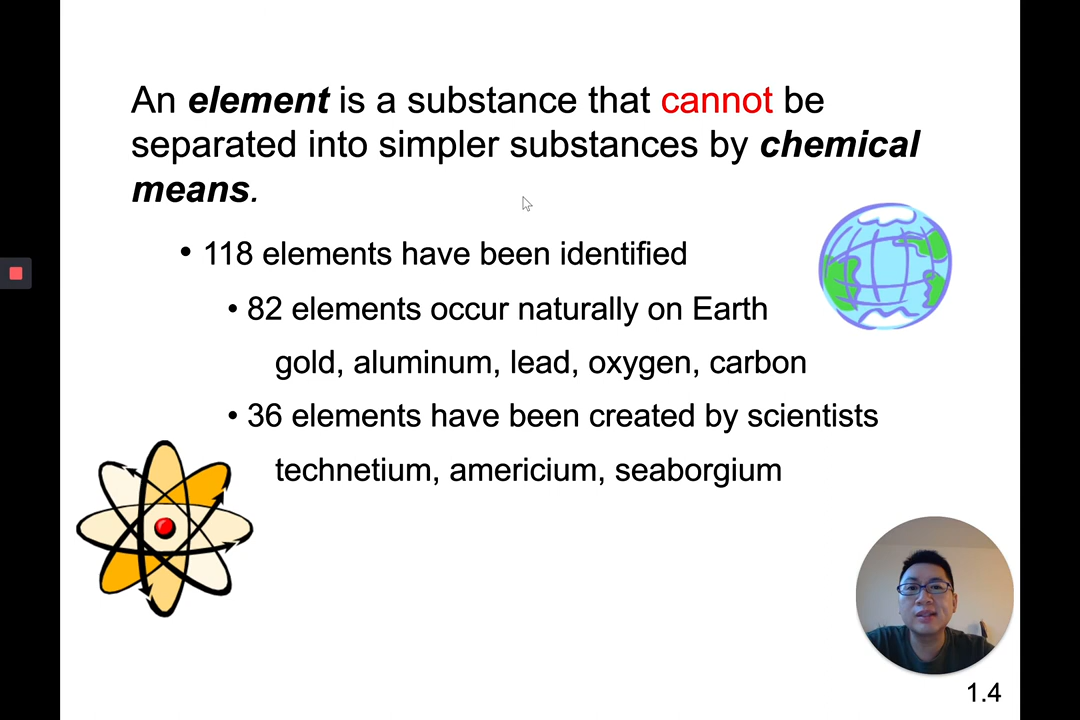 An element is a substance that cannot be
separated into simpler substances by chemical
means.
• 118 elements have been identified
• 82 elements occur naturally on Earth
gold, aluminum, lead, oxygen, carbon
• 36 elements have been created by scientists
technetium, americium, seaborgium
1.4